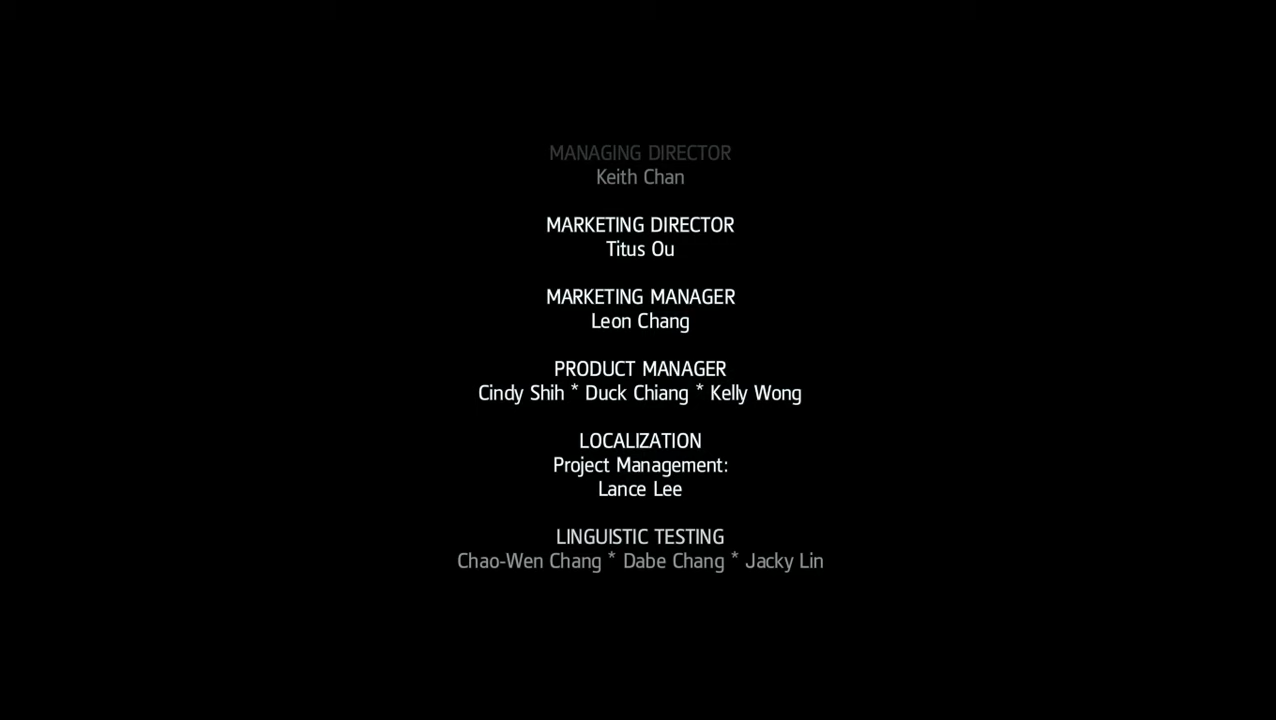 MANAGING DIRECTOR
Keith Chan
MARKETING DIRECTOR
Titus Ou
MARKETING MANAGER
Leon Chang
PRODUCT MANAGER
Cindy Shih * Duck Chiang * Kelly Wong
LOCALIZATION
Project Management:
Lance Lee
LINGUISTIC TESTING
Chao-Wen Chang * Dabe Chang * Jacky Lin